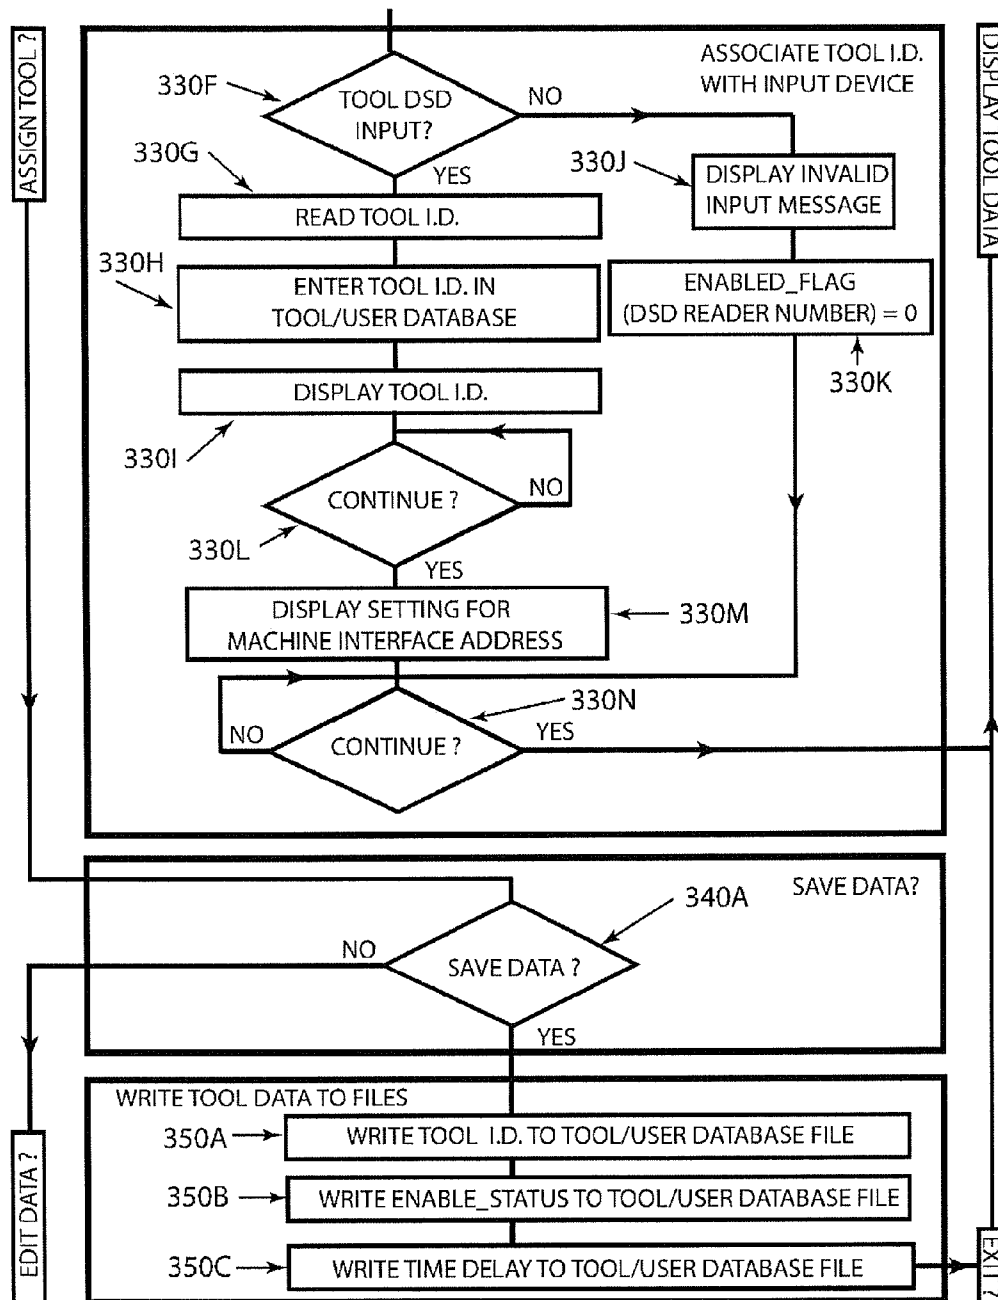 ASSIGN TOOL ?
ASSOCIATE TOOL I.D.
WITH INPUT DEVICE
DISPLAY TOOL DATA
330F
TOOL DSD
INPUT?
NO
YES
330G
READ TOOL I.D.
330J
DISPLAY INVALID
INPUT MESSAGE
330H
ENTER TOOL I.D. IN
TOOL/USER DATABASE
ENABLED_FLAG
(DSD READER NUMBER) = 0
330K
DISPLAY TOOL I.D.
330I
CONTINUE ?
NO
330L
YES
DISPLAY SETTING FOR
MACHINE INTERFACE ADDRESS
330M
330N
NO
CONTINUE ?
YES
SAVE DATA?
340A
NO
SAVE DATA ?
YES
WRITE TOOL DATA TO FILES
350A
WRITE TOOL I.D. TO TOOL/USER DATABASE FILE
350B
WRITE ENABLE_STATUS TO TOOL/USER DATABASE FILE
350C
WRITE TIME DELAY TO TOOL/USER DATABASE FILE
EDIT DATA ?
EXIT ?